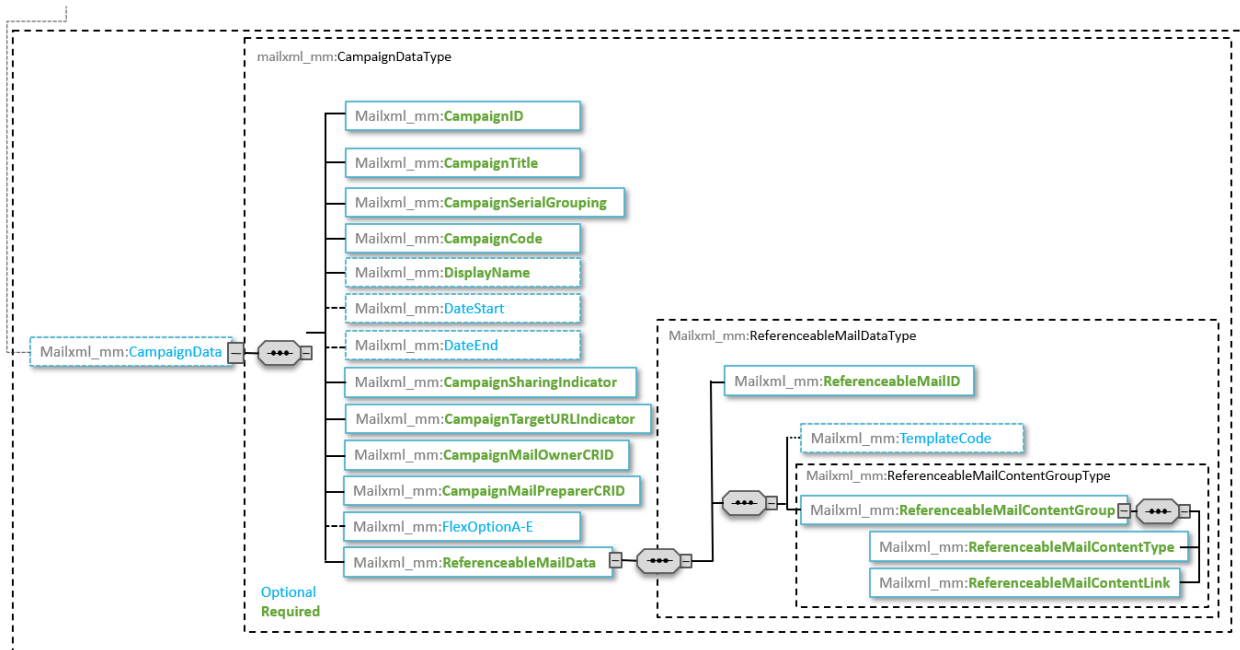 mailxml_mm:CampaignDataType
Mailxml_mm:CampaignID
Mailxml_mm:CampaignTitle
Mailxml_mm:CampaignSerialGrouping
Mailxml_mm:CampaignCode
Mailxml_mm:DisplayName
Mailxml_mm:DateStart
Mailxml_mm:DateEnd
Mailxml_mm:CampaignData
Mailxml_mm:CampaignSharingIndicator
Mailxml_mm:CampaignTargetURLIndicator
Mailxml_mm:CampaignMailOwnerCRID
Mailxml_mm:CampaignMailPreparerCRID
Mailxml_mm:FlexOptionA-E
Mailxml_mm:ReferenceableMailData
Mailxml_mm:ReferenceableMailDataType
Mailxml_mm:ReferenceableMailID
Mailxml_mm:TemplateCode
Mailxml_mm:ReferenceableMailContentGroupType
Mailxml_mm:ReferenceableMailContentGroup
Mailxml_mm:ReferenceableMailContentType
Mailxml_mm:ReferenceableMailContentLink
Optional
Required